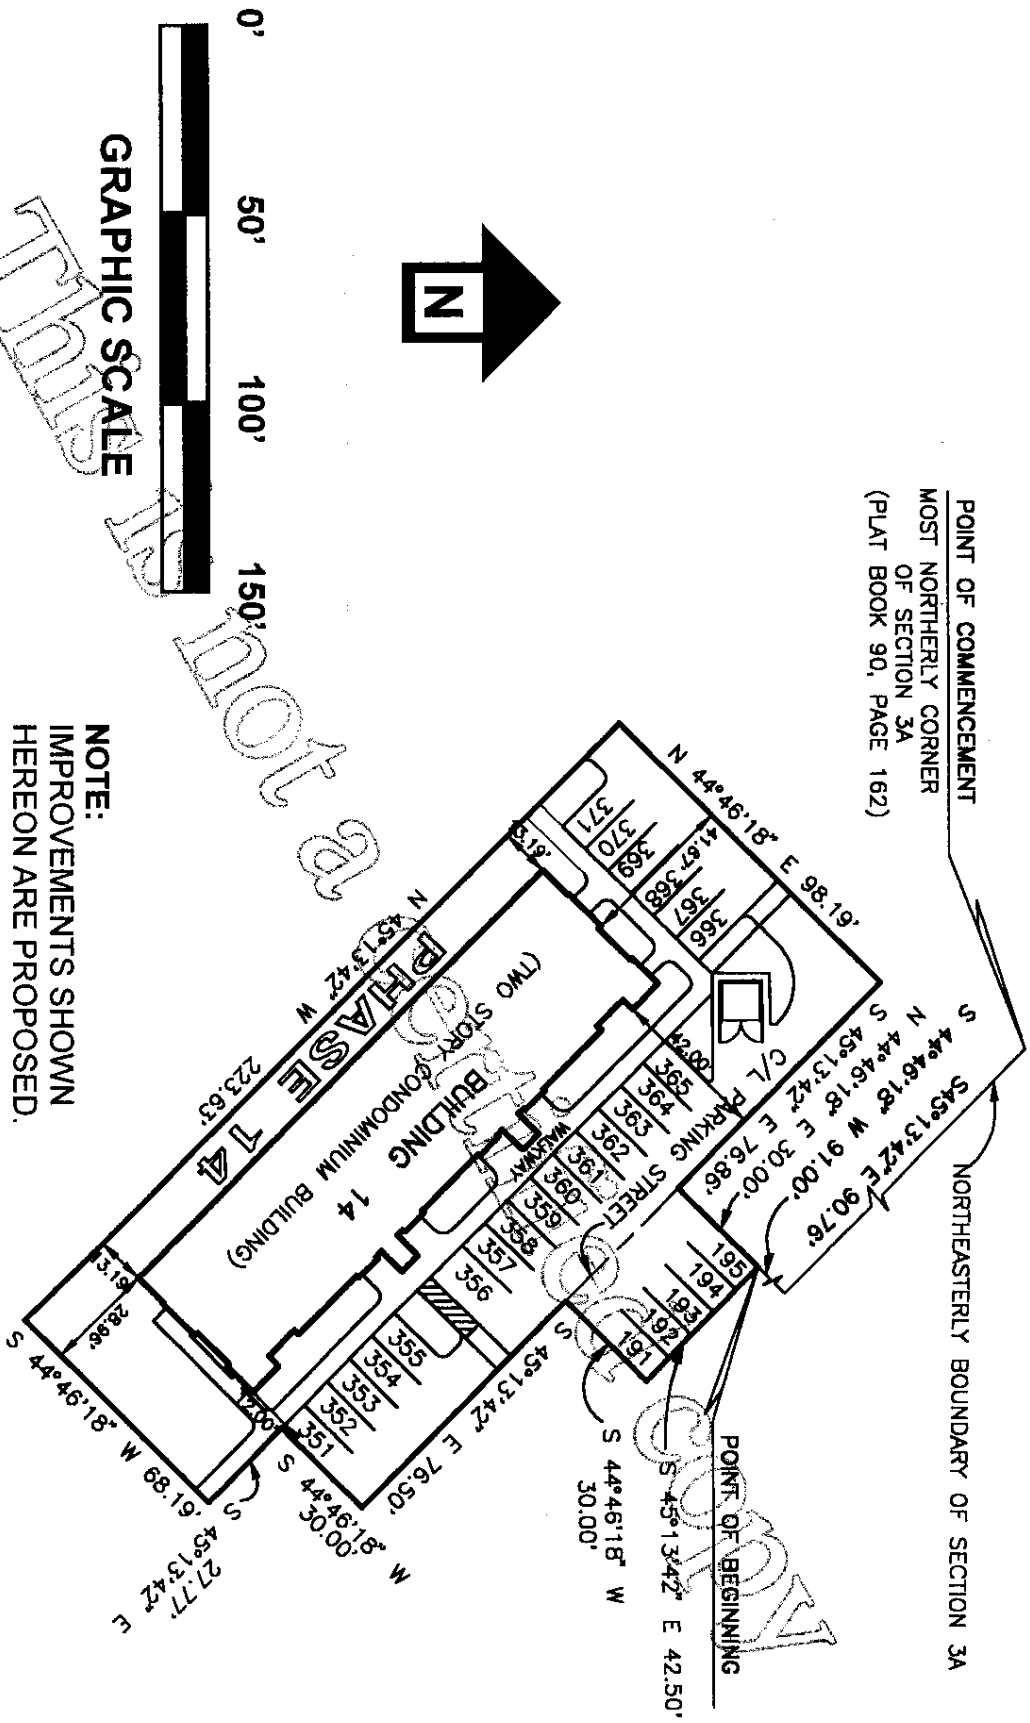 POINT OF COMMENCEMENT
MOST NORTHERLY CORNER
OF SECTION 3A
(PLAT BOOK 90, PAGE 162)
NORTHEASTERLY BOUNDARY OF SECTION 3A
S45°13'42"E 90.76'
S 44°46'18" W 91.00'
N 44°46'18" E 30.00'
S 45°13'42" E 76.86'
N 44°46'18" E 98.19'
POINT OF BEGINNING
S 45°13'42" E 42.50'
S 44°46'18" W
30.00'
195
194
193
192
191
C/L PARKING STREET
371
370
369
368
367
366
41.87'
42.00'
365
364
363
362
361
360
359
358
357
356
355
354
353
352
351
WALKWAY
S 45°13'42" E 76.50'
S 44°46'18" W
30.00'
S 45°13'42" E
27.77'
S 44°46'18" W 68.19'
12.00'
28.96'
13.19'
13.19'
N 45°13'42" W
223.63'
PHASE 14
BUILDING 14
(TWO STORY CONDOMINIUM BUILDING)
N
0' 50' 100' 150'
GRAPHIC SCALE
NOTE:
IMPROVEMENTS SHOWN
HEREON ARE PROPOSED.
This is not a certified copy